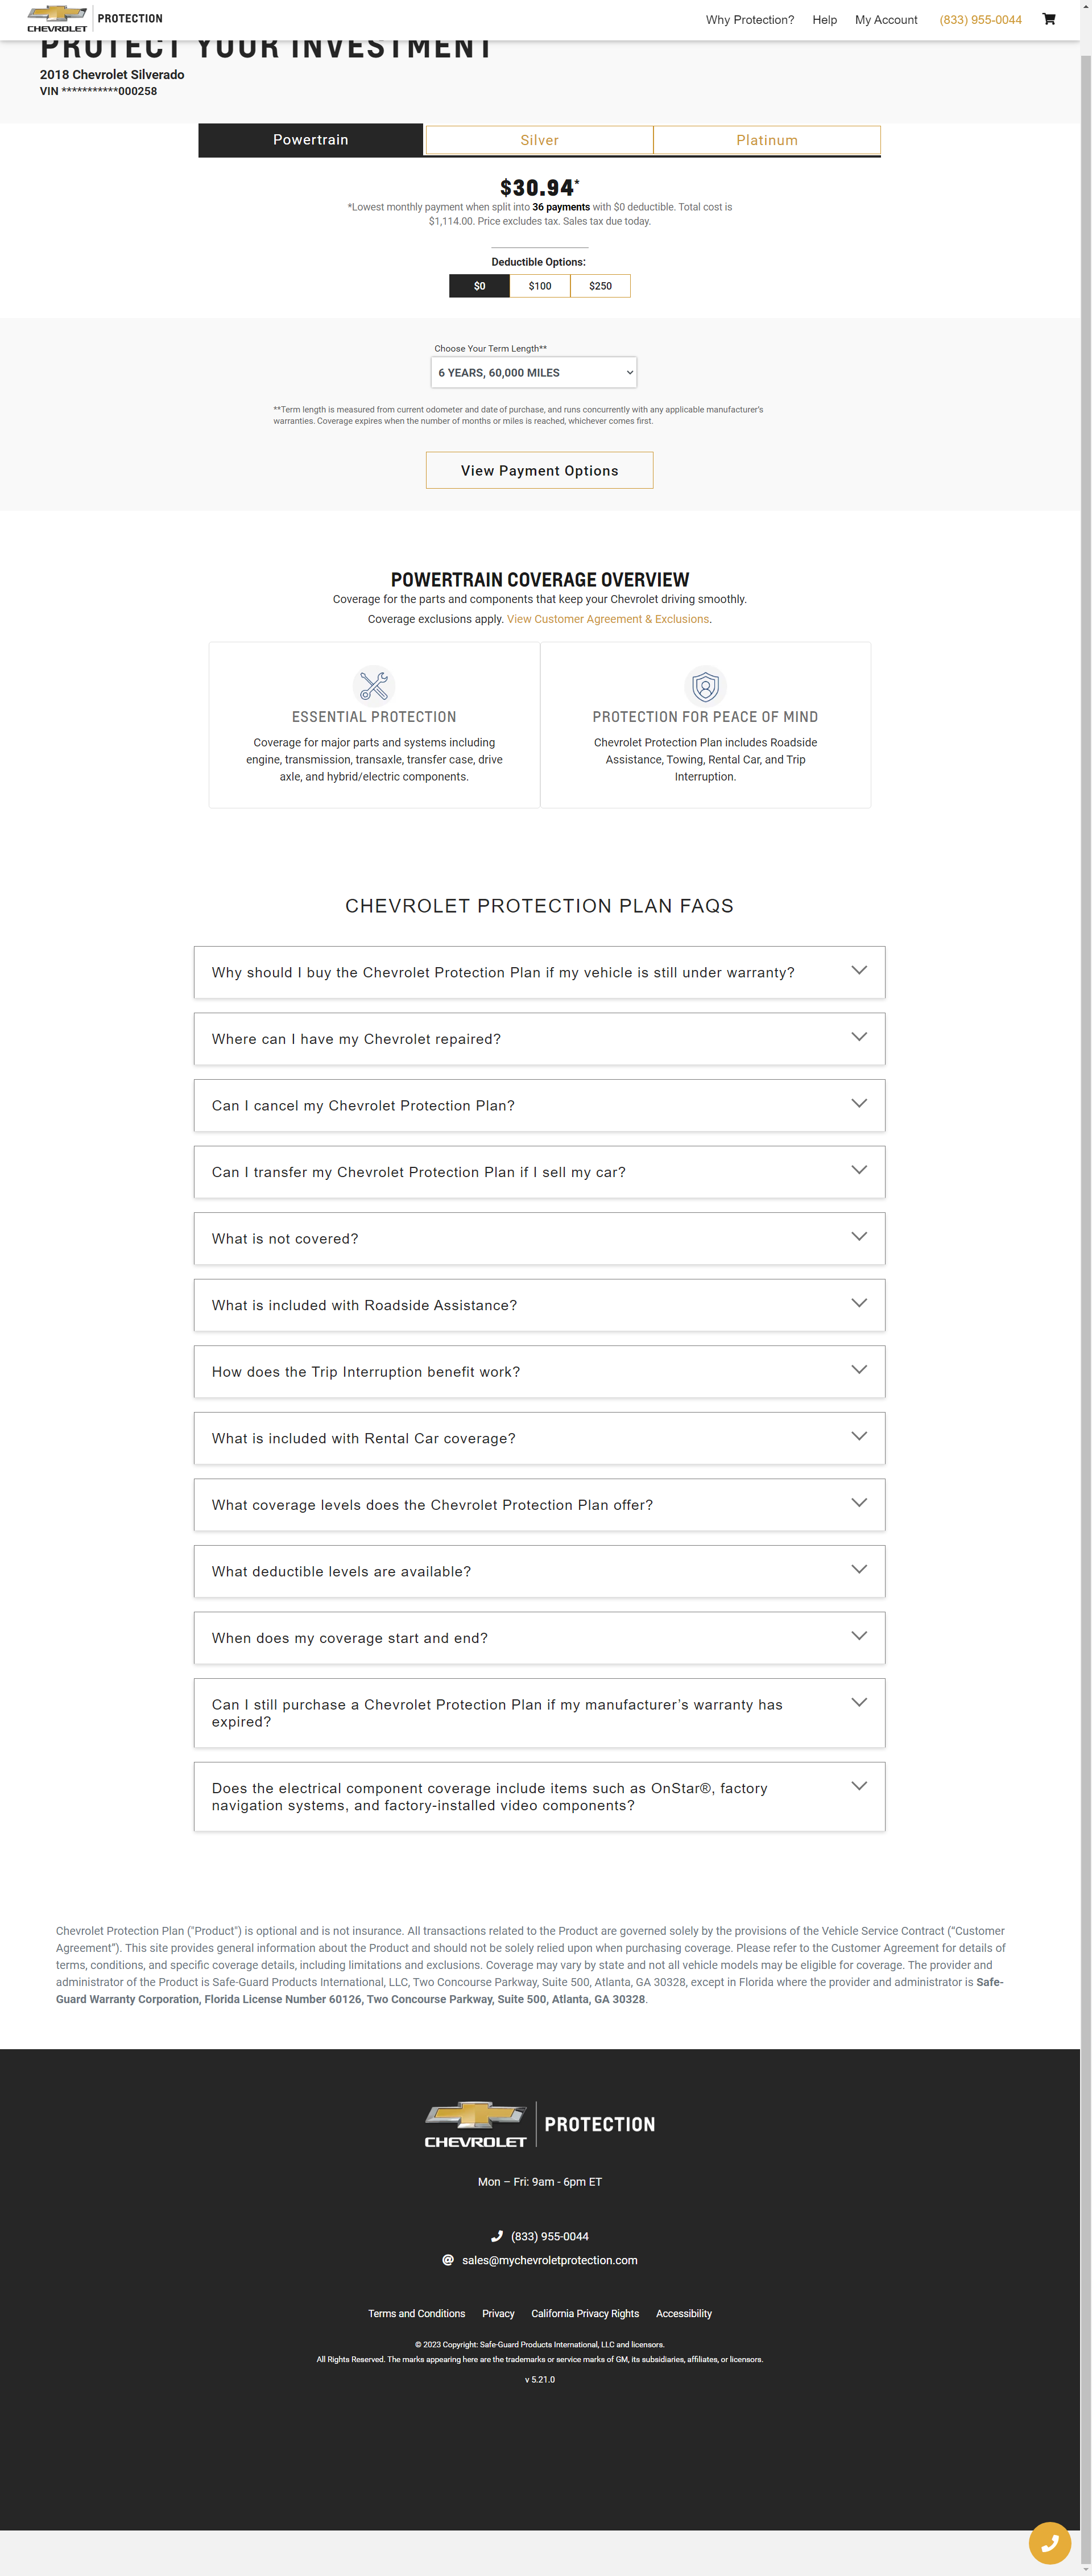 CHEVROLET PROTECTION
Why Protection? Help My Account (833) 955-0044
PROTECT YOUR INVESTMENT
2018 Chevrolet Silverado
VIN ***********000258
Powertrain Silver Platinum
$30.94*
*Lowest monthly payment when split into 36 payments with $0 deductible. Total cost is
$1,114.00. Price excludes tax. Sales tax due today.
Deductible Options:
$0 $100 $250
Choose Your Term Length**
6 YEARS, 60,000 MILES
**Term length is measured from current odometer and date of purchase, and runs concurrently with any applicable manufacturer's
warranties. Coverage expires when the number of months or miles is reached, whichever comes first.
View Payment Options
POWERTRAIN COVERAGE OVERVIEW
Coverage for the parts and components that keep your Chevrolet driving smoothly.
Coverage exclusions apply. View Customer Agreement & Exclusions.
ESSENTIAL PROTECTION
Coverage for major parts and systems including
engine, transmission, transaxle, transfer case, drive
axle, and hybrid/electric components.
PROTECTION FOR PEACE OF MIND
Chevrolet Protection Plan includes Roadside
Assistance, Towing, Rental Car, and Trip
Interruption.
CHEVROLET PROTECTION PLAN FAQS
Why should I buy the Chevrolet Protection Plan if my vehicle is still under warranty?
Where can I have my Chevrolet repaired?
Can I cancel my Chevrolet Protection Plan?
Can I transfer my Chevrolet Protection Plan if I sell my car?
What is not covered?
What is included with Roadside Assistance?
How does the Trip Interruption benefit work?
What is included with Rental Car coverage?
What coverage levels does the Chevrolet Protection Plan offer?
What deductible levels are available?
When does my coverage start and end?
Can I still purchase a Chevrolet Protection Plan if my manufacturer's warranty has
expired?
Does the electrical component coverage include items such as OnStar®, factory
navigation systems, and factory-installed video components?
Chevrolet Protection Plan ("Product") is optional and is not insurance. All transactions related to the Product are governed solely by the provisions of the Vehicle Service Contract ("Customer
Agreement"). This site provides general information about the Product and should not be solely relied upon when purchasing coverage. Please refer to the Customer Agreement for details of
terms, conditions, and specific coverage details, including limitations and exclusions. Coverage may vary by state and not all vehicle models may be eligible for coverage. The provider and
administrator of the Product is Safe-Guard Products International, LLC, Two Concourse Parkway, Suite 500, Atlanta, GA 30328, except in Florida where the provider and administrator is Safe-
Guard Warranty Corporation, Florida License Number 60126, Two Concourse Parkway, Suite 500, Atlanta, GA 30328.
CHEVROLET PROTECTION
Mon – Fri: 9am - 6pm ET
(833) 955-0044
sales@mychevroletprotection.com
Terms and Conditions Privacy California Privacy Rights Accessibility
© 2023 Copyright: Safe-Guard Products International, LLC and licensors.
All Rights Reserved. The marks appearing here are the trademarks or service marks of GM, its subsidiaries, affiliates, or licensors.
v 5.21.0